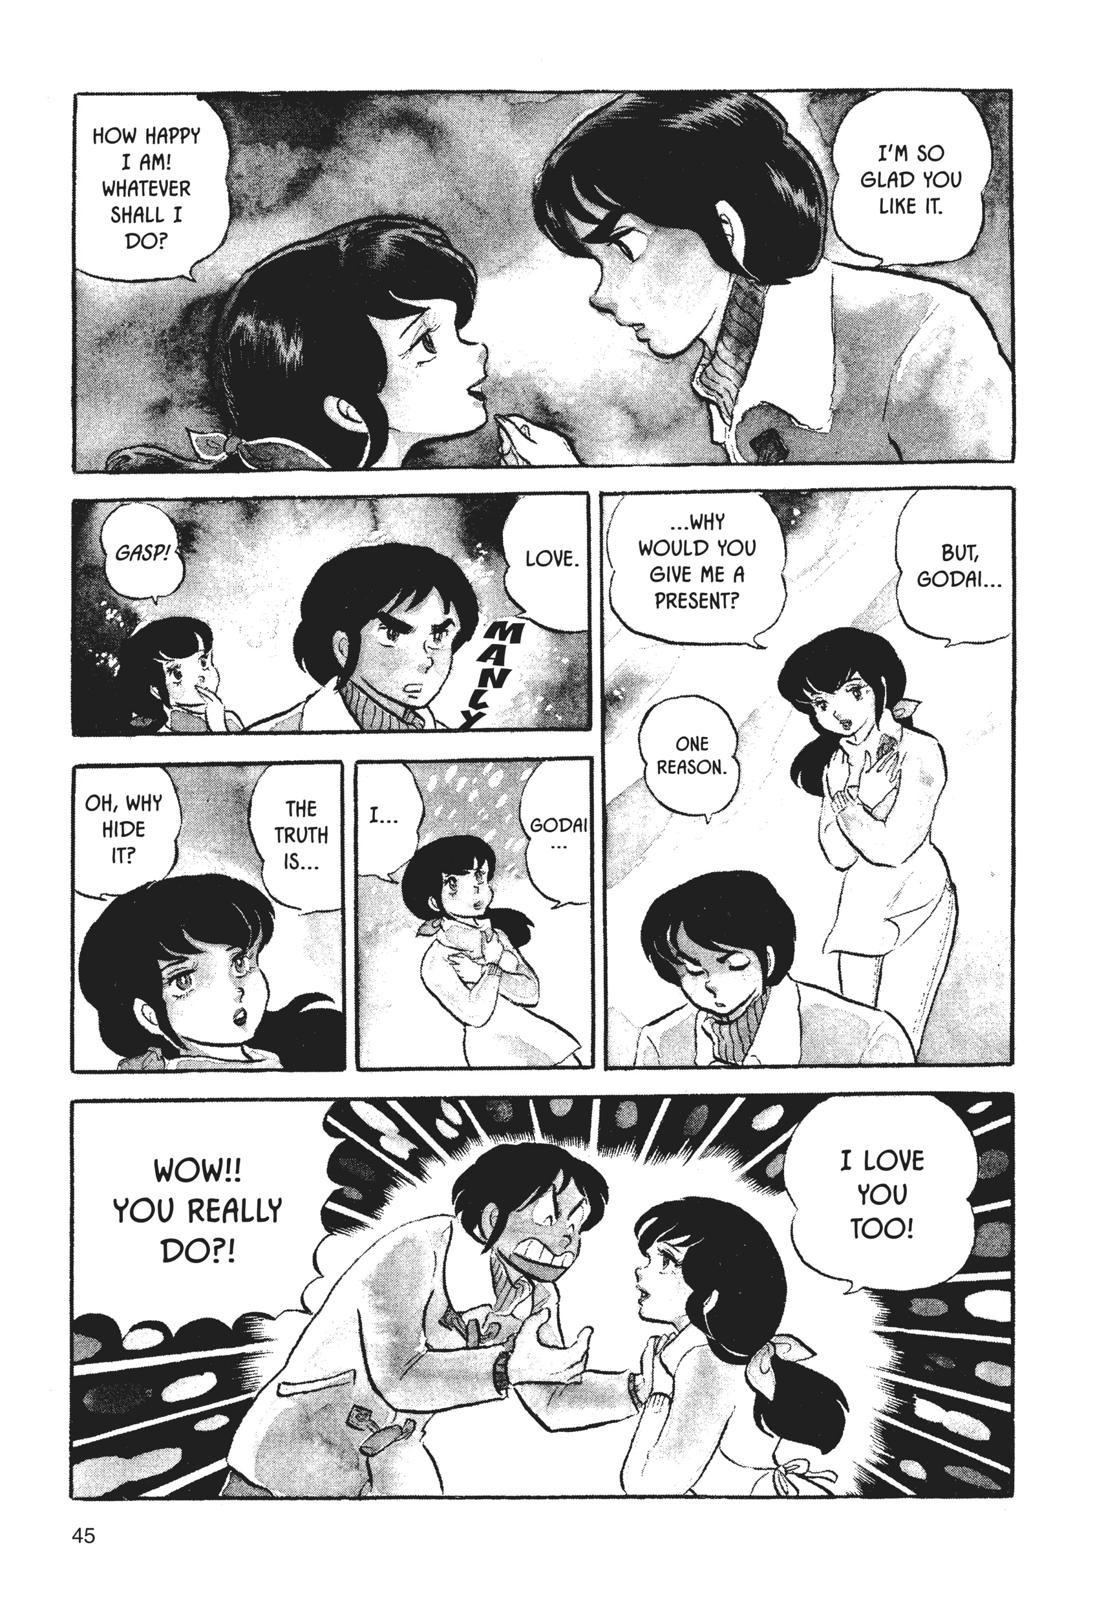 I'M SO
GLAD YOU
LIKE IT.
HOW HAPPY
I AM!
WHATEVER
SHALL I
DO?
BUT,
GODAI...
...WHY
WOULD YOU
GIVE ME A
PRESENT?
ONE
REASON.
LOVE.
MANLY
GASP!
GODAI
...
I...
THE
TRUTH
IS...
OH, WHY
HIDE
IT?
I LOVE
YOU
TOO!
WOW!!
YOU REALLY
DO?!
45